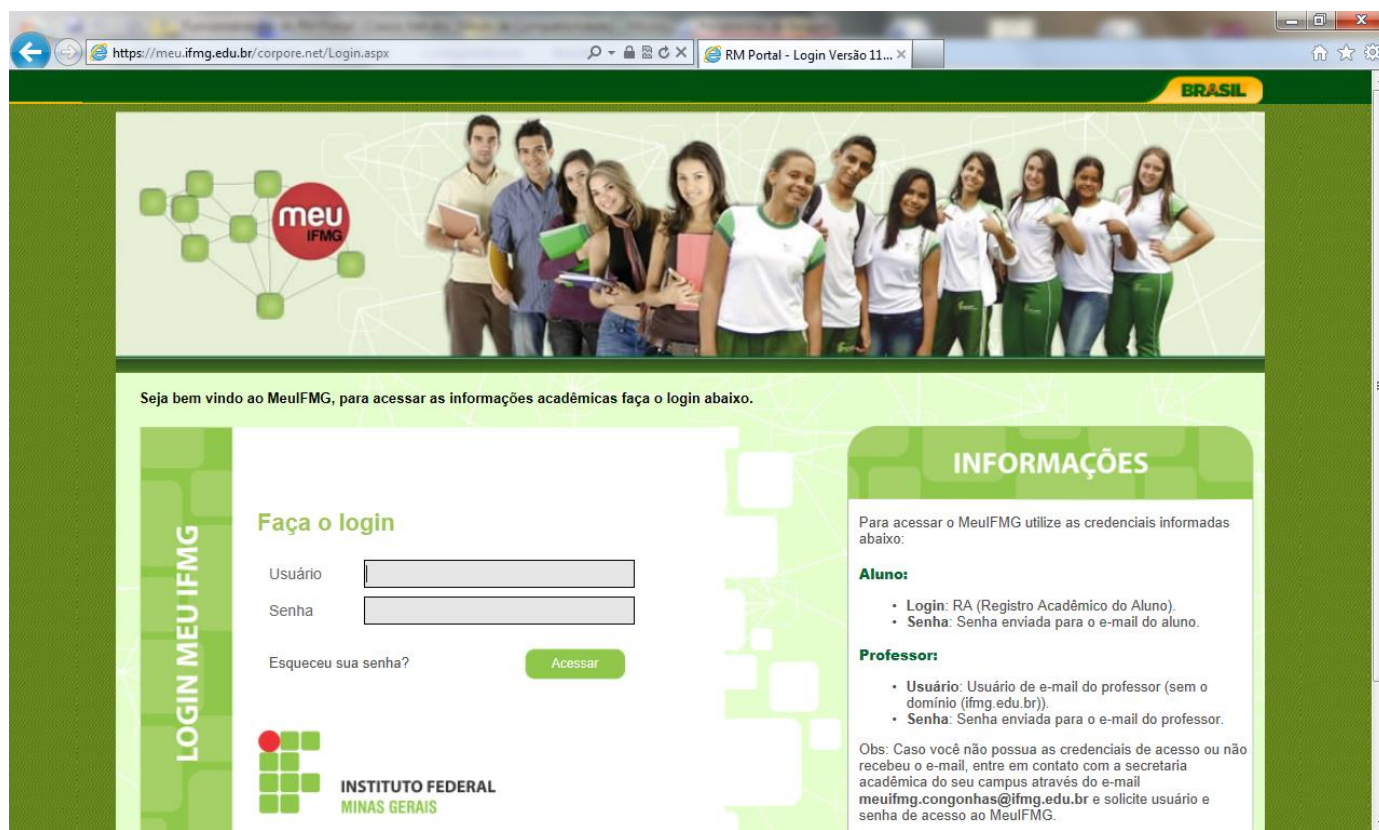 https://meu.ifmg.edu.br/corpore.net/Login.aspx
RM Portal - Login Versão 11...
BRASIL
meu
IFMG
Seja bem vindo ao MeuIFMG, para acessar as informações acadêmicas faça o login abaixo.
LOGIN MEU IFMG
Faça o login
Usuário
Senha
Esqueceu sua senha?
Acessar
INSTITUTO FEDERAL
MINAS GERAIS
INFORMAÇÕES
Para acessar o MeuIFMG utilize as credenciais informadas
abaixo:
Aluno:
• Login: RA (Registro Acadêmico do Aluno).
• Senha: Senha enviada para o e-mail do aluno.
Professor:
• Usuário: Usuário de e-mail do professor (sem o
domínio (ifmg.edu.br)).
• Senha: Senha enviada para o e-mail do professor.
Obs: Caso você não possua as credenciais de acesso ou não
recebeu o e-mail, entre em contato com a secretaria
acadêmica do seu campus através do e-mail
meuifmg.congonhas@ifmg.edu.br e solicite usuário e
senha de acesso ao MeuIFMG.